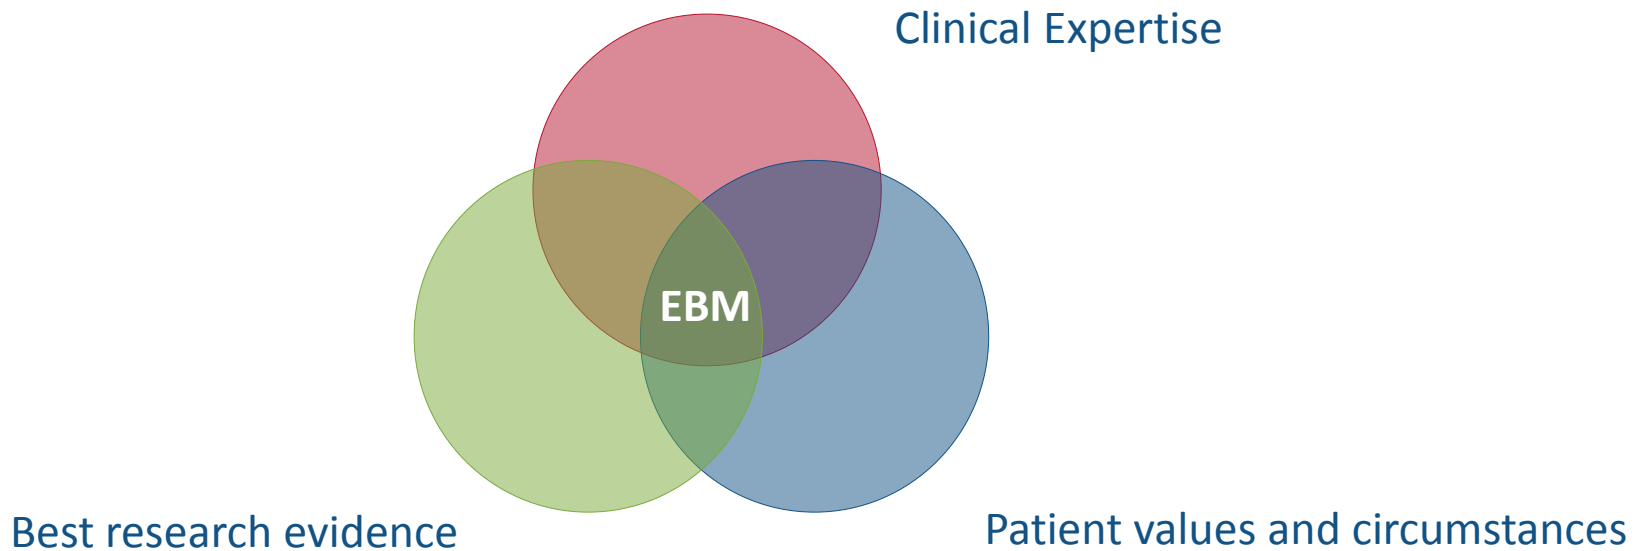 Clinical Expertise
EBM
Best research evidence
Patient values and circumstances